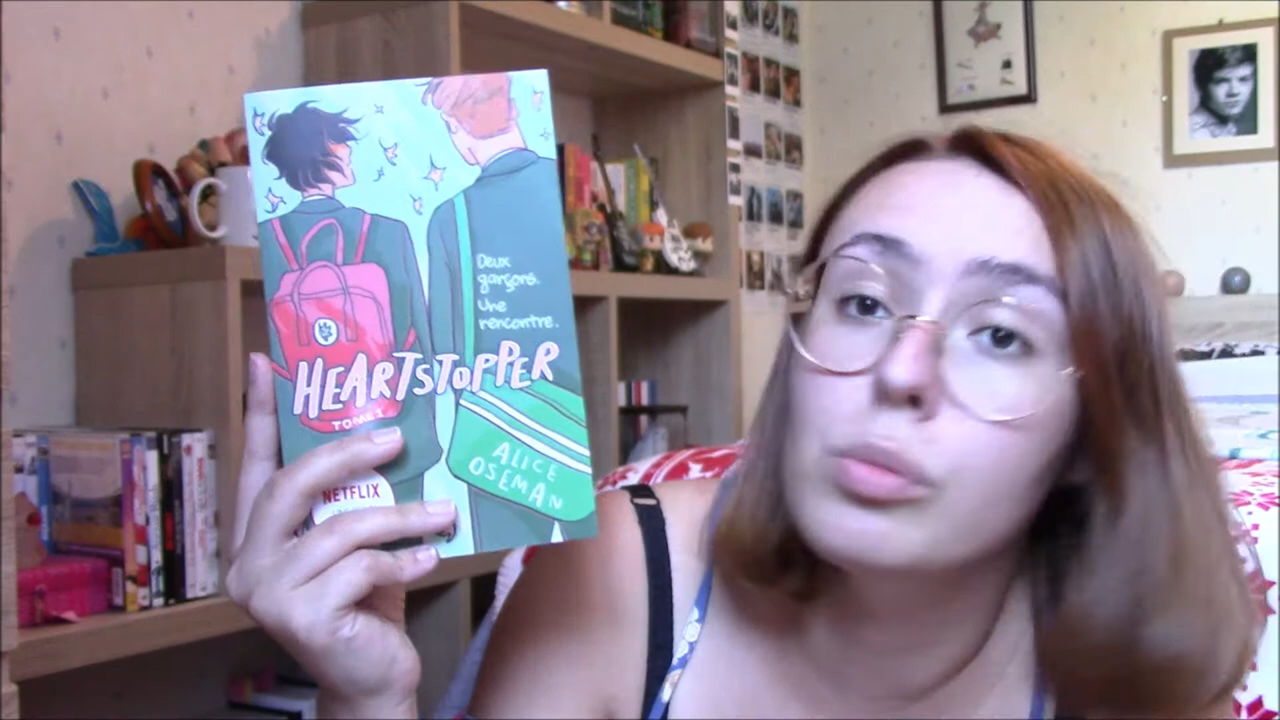 Deux
garçons.
Une
rencontre.
HEARTSTOPPER
TOME 1
ALICE
OSEMAN
NETFLIX